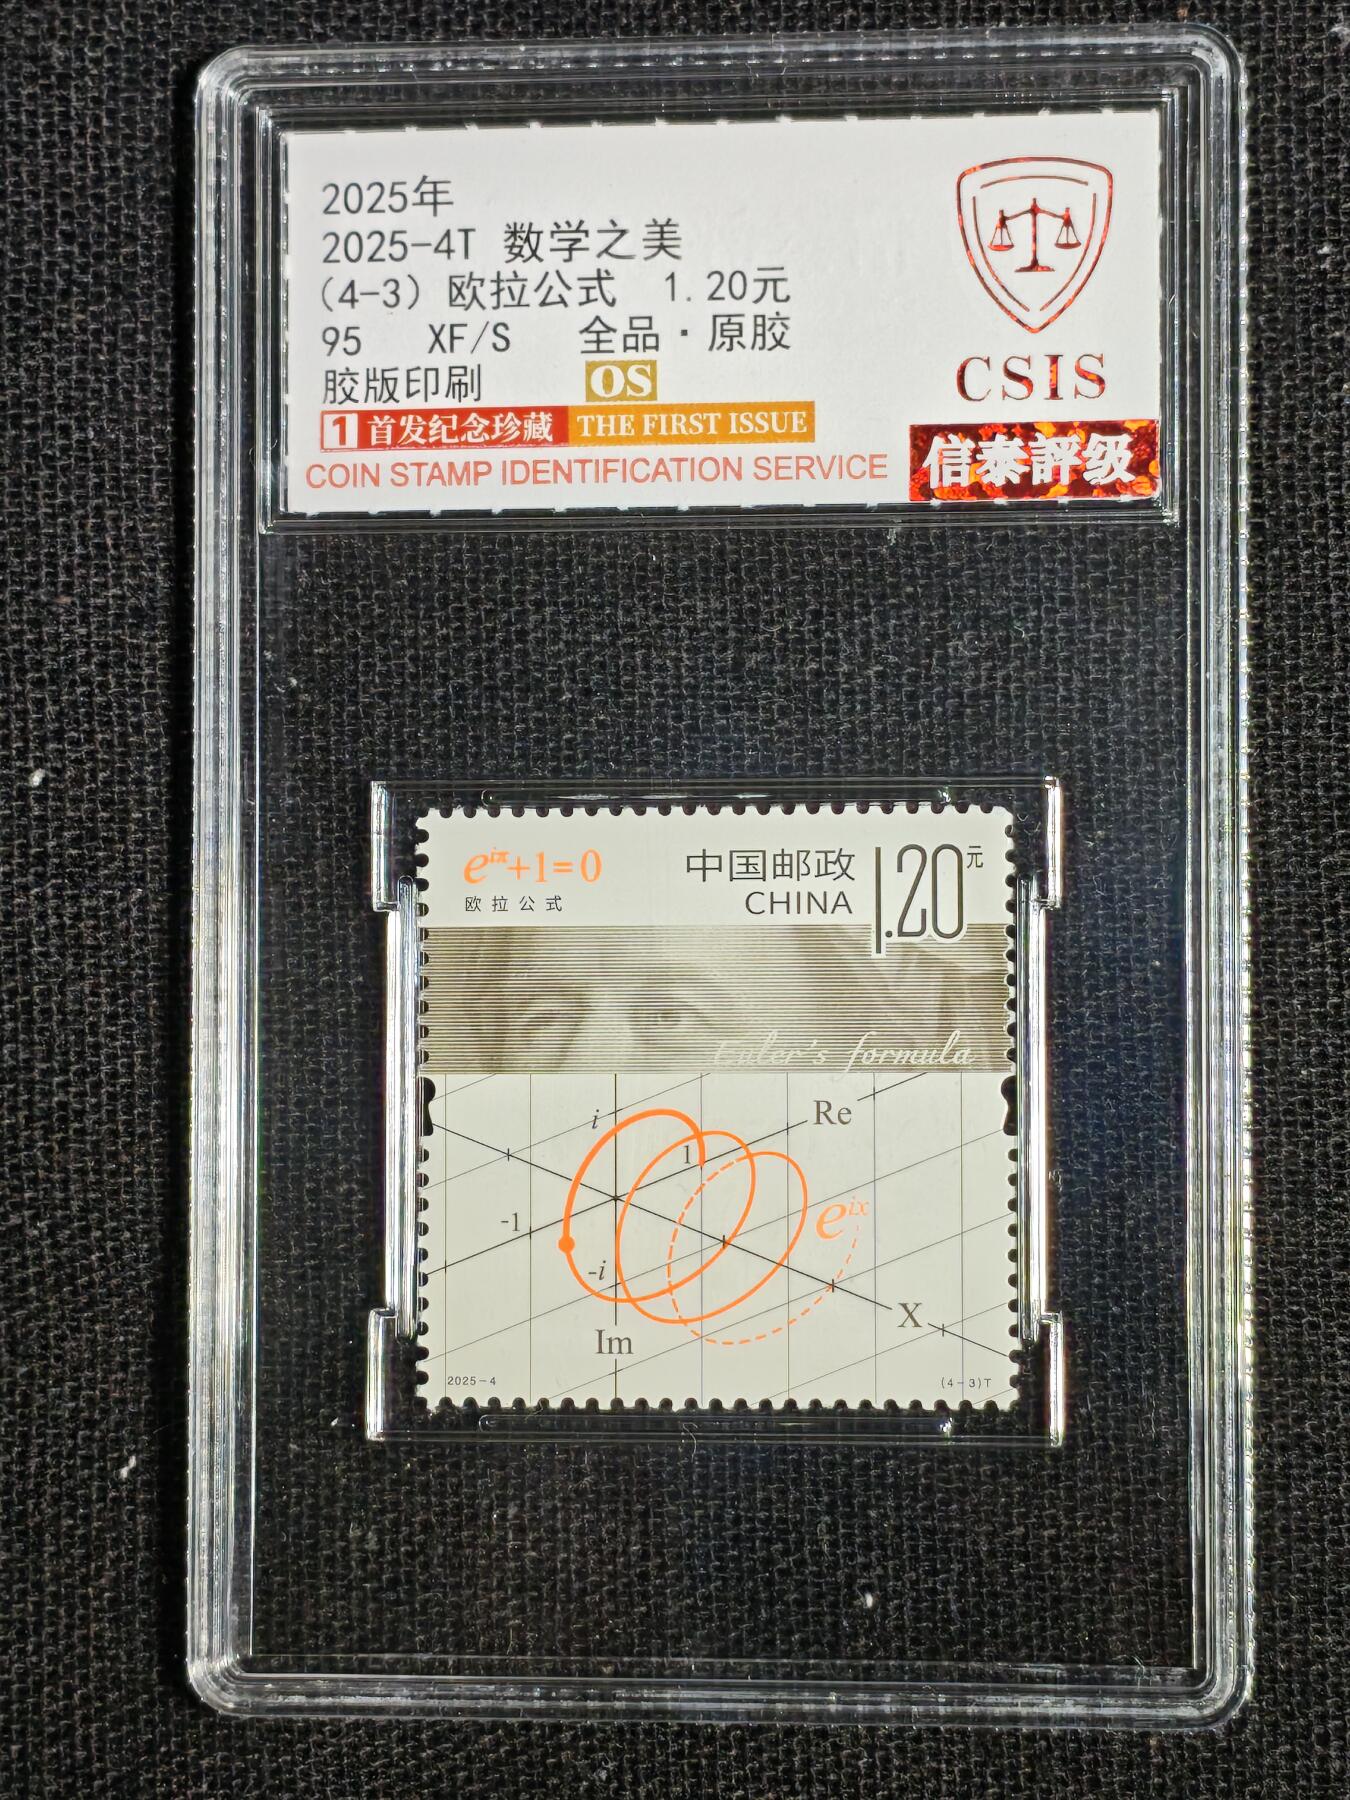 2025年
2025-4T 数学之美
(4-3) 欧拉公式 1.20元
95 XF/S 全品·原胶
胶版印刷 OS
1 首发纪念珍藏 THE FIRST ISSUE
COIN STAMP IDENTIFICATION SERVICE
CSIS
信泰評级
e^{iπ}+1=0
欧拉公式
中国邮政
CHINA
1.20元
Euler's formula
i
Re
1
-1
e^{ix}
-i
X
Im
2025-4
(4-3)T